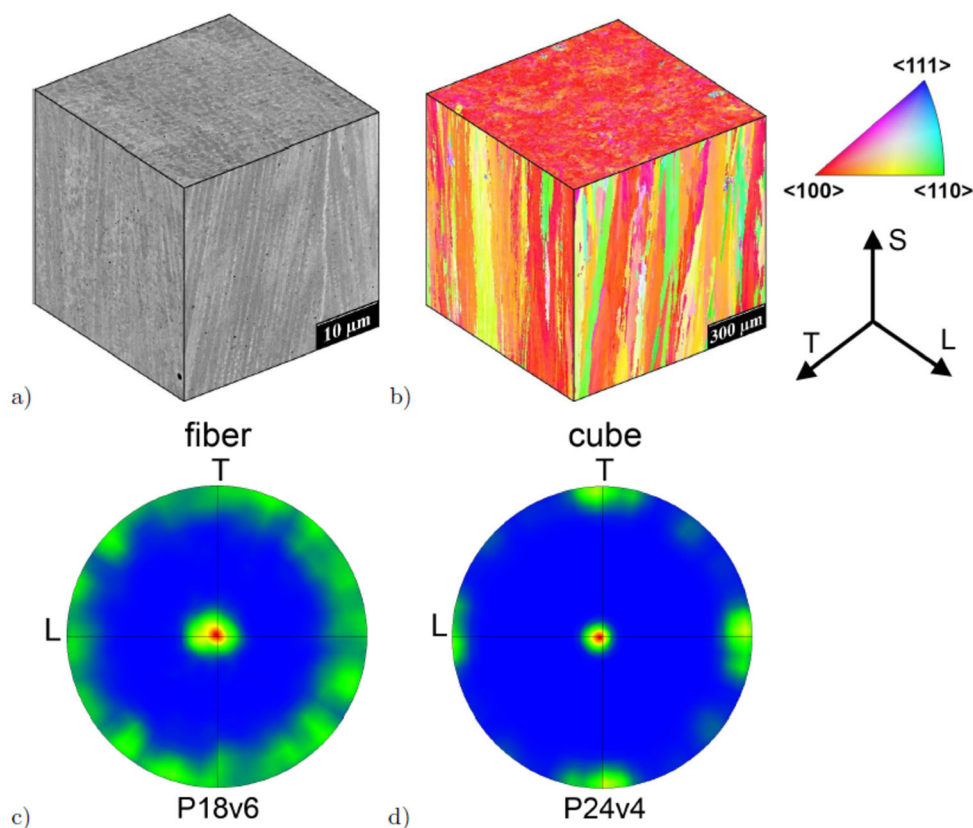 <111>
<100>
<110>
S
T
L
10 μm
300 μm
a)
b)
fiber
cube
T
T
L
L
P18v6
P24v4
c)
d)